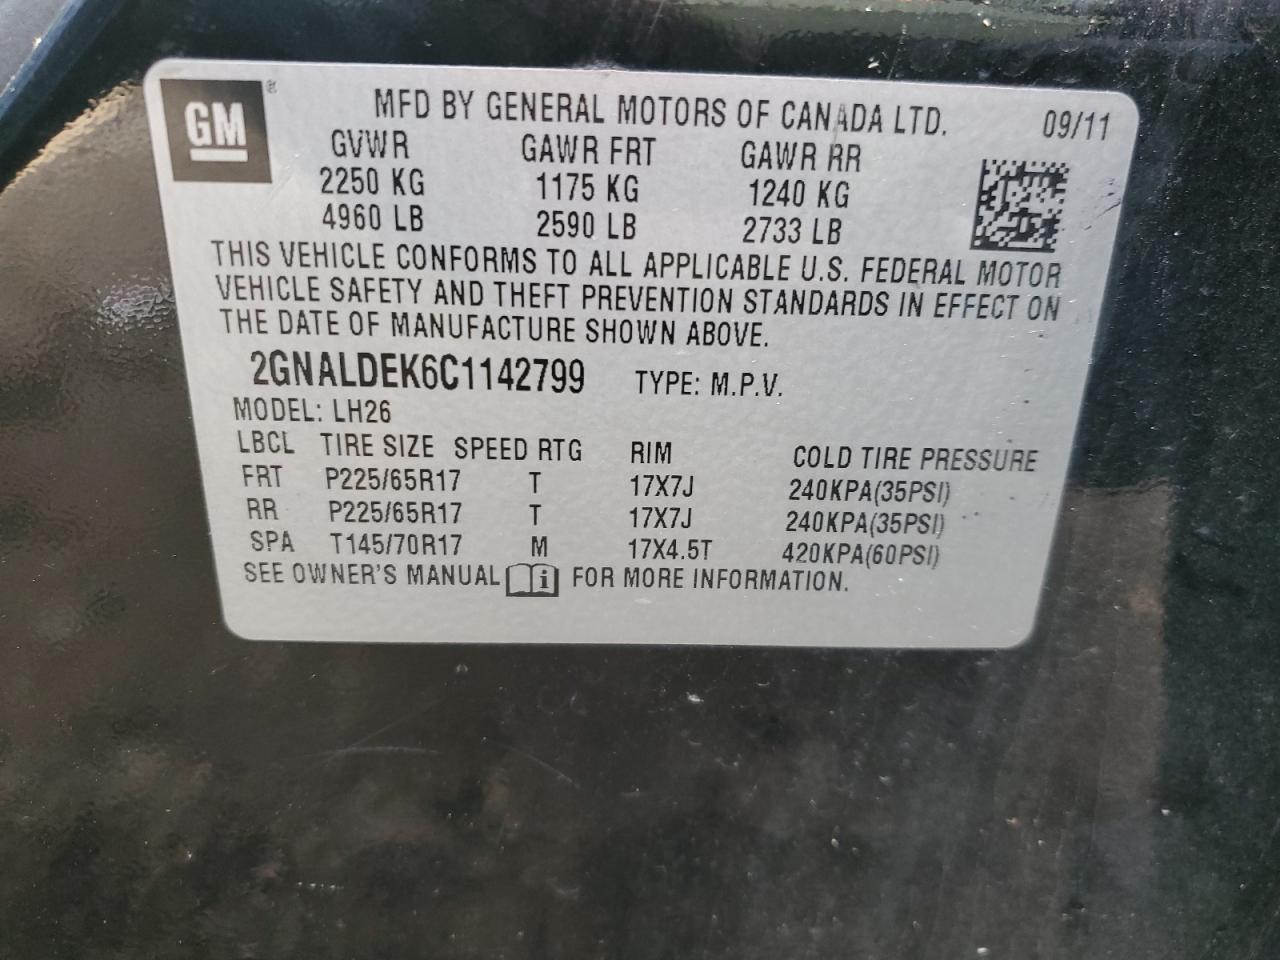 GM®
MFD BY GENERAL MOTORS OF CANADA LTD. 09/11
GVWR GAWR FRT GAWR RR
2250 KG 1175 KG 1240 KG
4960 LB 2590 LB 2733 LB
THIS VEHICLE CONFORMS TO ALL APPLICABLE U.S. FEDERAL MOTOR
VEHICLE SAFETY AND THEFT PREVENTION STANDARDS IN EFFECT ON
THE DATE OF MANUFACTURE SHOWN ABOVE.
2GNALDEK6C1142799 TYPE: M.P.V.
MODEL: LH26
LBCL TIRE SIZE SPEED RTG RIM COLD TIRE PRESSURE
FRT P225/65R17 T 17X7J 240KPA(35PSI)
RR P225/65R17 T 17X7J 240KPA(35PSI)
SPA T145/70R17 M 17X4.5T 420KPA(60PSI)
SEE OWNER'S MANUAL FOR MORE INFORMATION.